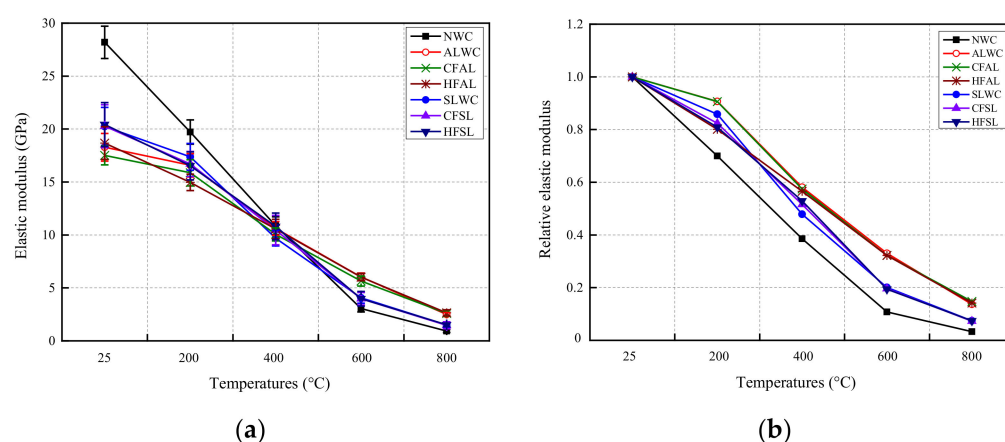 30
25
20
15
10
5
0
Elastic modulus (GPa)
NWC
ALWC
CFAL
HFAL
SLWC
CFSL
HFSL
25 200 400 600 800
Temperatures (°C)
(a)
1.2
1.0
0.8
0.6
0.4
0.2
0
Relative elastic modulus
NWC
ALWC
CFAL
HFAL
SLWC
CFSL
HFSL
25 200 400 600 800
Temperatures (°C)
(b)